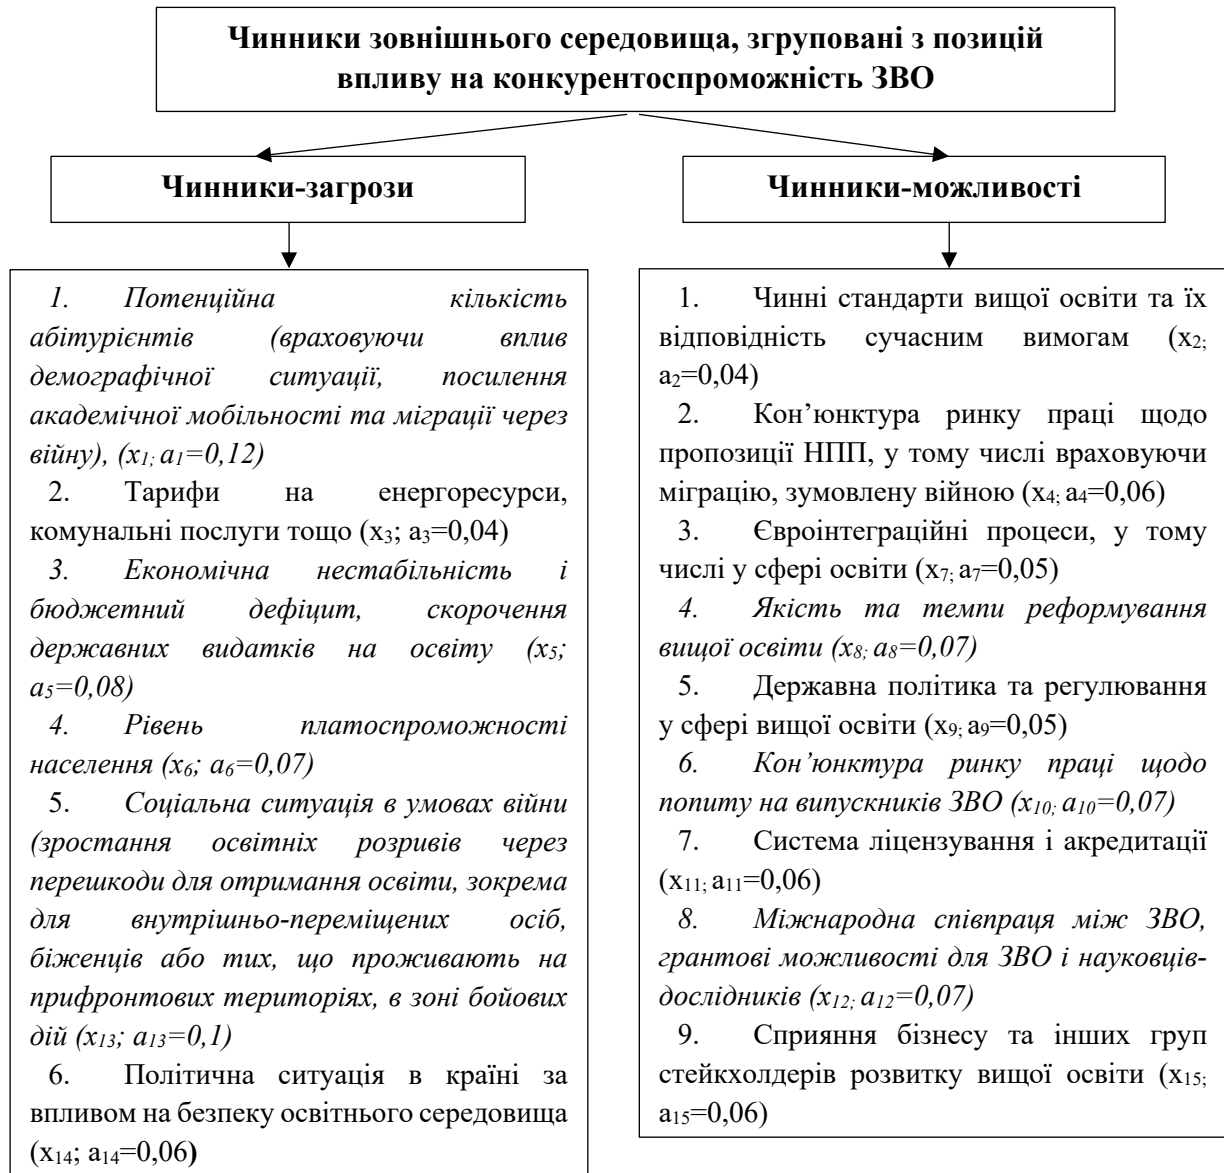 Чинники зовнішнього середовища, згруповані з позицій
впливу на конкурентоспроможність ЗВО
Чинники-загрози
1. Потенційна кількість
абітурієнтів (враховуючи вплив
демографічної ситуації, посилення
академічної мобільності та міграції через
війну), (x1; a1=0,12)
2. Тарифи на енергоресурси,
комунальні послуги тощо (x3; a3=0,04)
3. Економічна нестабільність і
бюджетний дефіцит, скорочення
державних видатків на освіту (x5;
a5=0,08)
4. Рівень платоспроможності
населення (x6; a6=0,07)
5. Соціальна ситуація в умовах війни
(зростання освітніх розривів через
перешкоди для отримання освіти, зокрема
для внутрішньо-переміщених осіб,
біженців або тих, що проживають на
прифронтових територіях, в зоні бойових
дій (x13; a13=0,1)
6. Політична ситуація в країні за
впливом на безпеку освітнього середовища
(x14; a14=0,06)
Чинники-можливості
1. Чинні стандарти вищої освіти та їх
відповідність сучасним вимогам (x2;
a2=0,04)
2. Кон’юнктура ринку праці щодо
пропозиції НПП, у тому числі враховуючи
міграцію, зумовлену війною (x4; a4=0,06)
3. Євроінтеграційні процеси, у тому
числі у сфері освіти (x7; a7=0,05)
4. Якість та темпи реформування
вищої освіти (x8; a8=0,07)
5. Державна політика та регулювання
у сфері вищої освіти (x9; a9=0,05)
6. Кон’юнктура ринку праці щодо
попиту на випускників ЗВО (x10; a10=0,07)
7. Система ліцензування і акредитації
(x11; a11=0,06)
8. Міжнародна співпраця між ЗВО,
грантові можливості для ЗВО і науковців-
дослідників (x12; a12=0,07)
9. Сприяння бізнесу та інших груп
стейкхолдерів розвитку вищої освіти (x15;
a15=0,06)